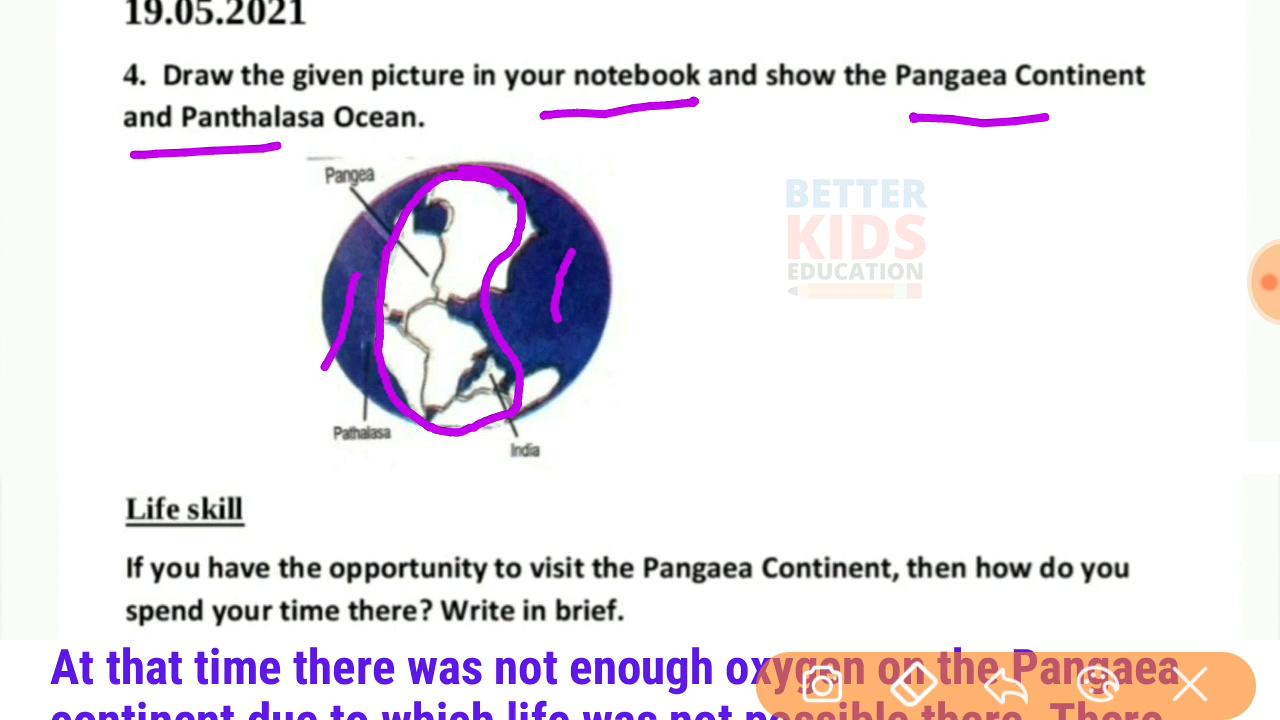 19.05.2021
4. Draw the given picture in your notebook and show the Pangaea Continent
and Panthalasa Ocean.
Pangea
BETTER
KIDS
EDUCATION
Pathalasa
India
Life skill
If you have the opportunity to visit the Pangaea Continent, then how do you
spend your time there? Write in brief.
At that time there was not enough oxygen on the Pangaea
continent due to which life was not possible there. There